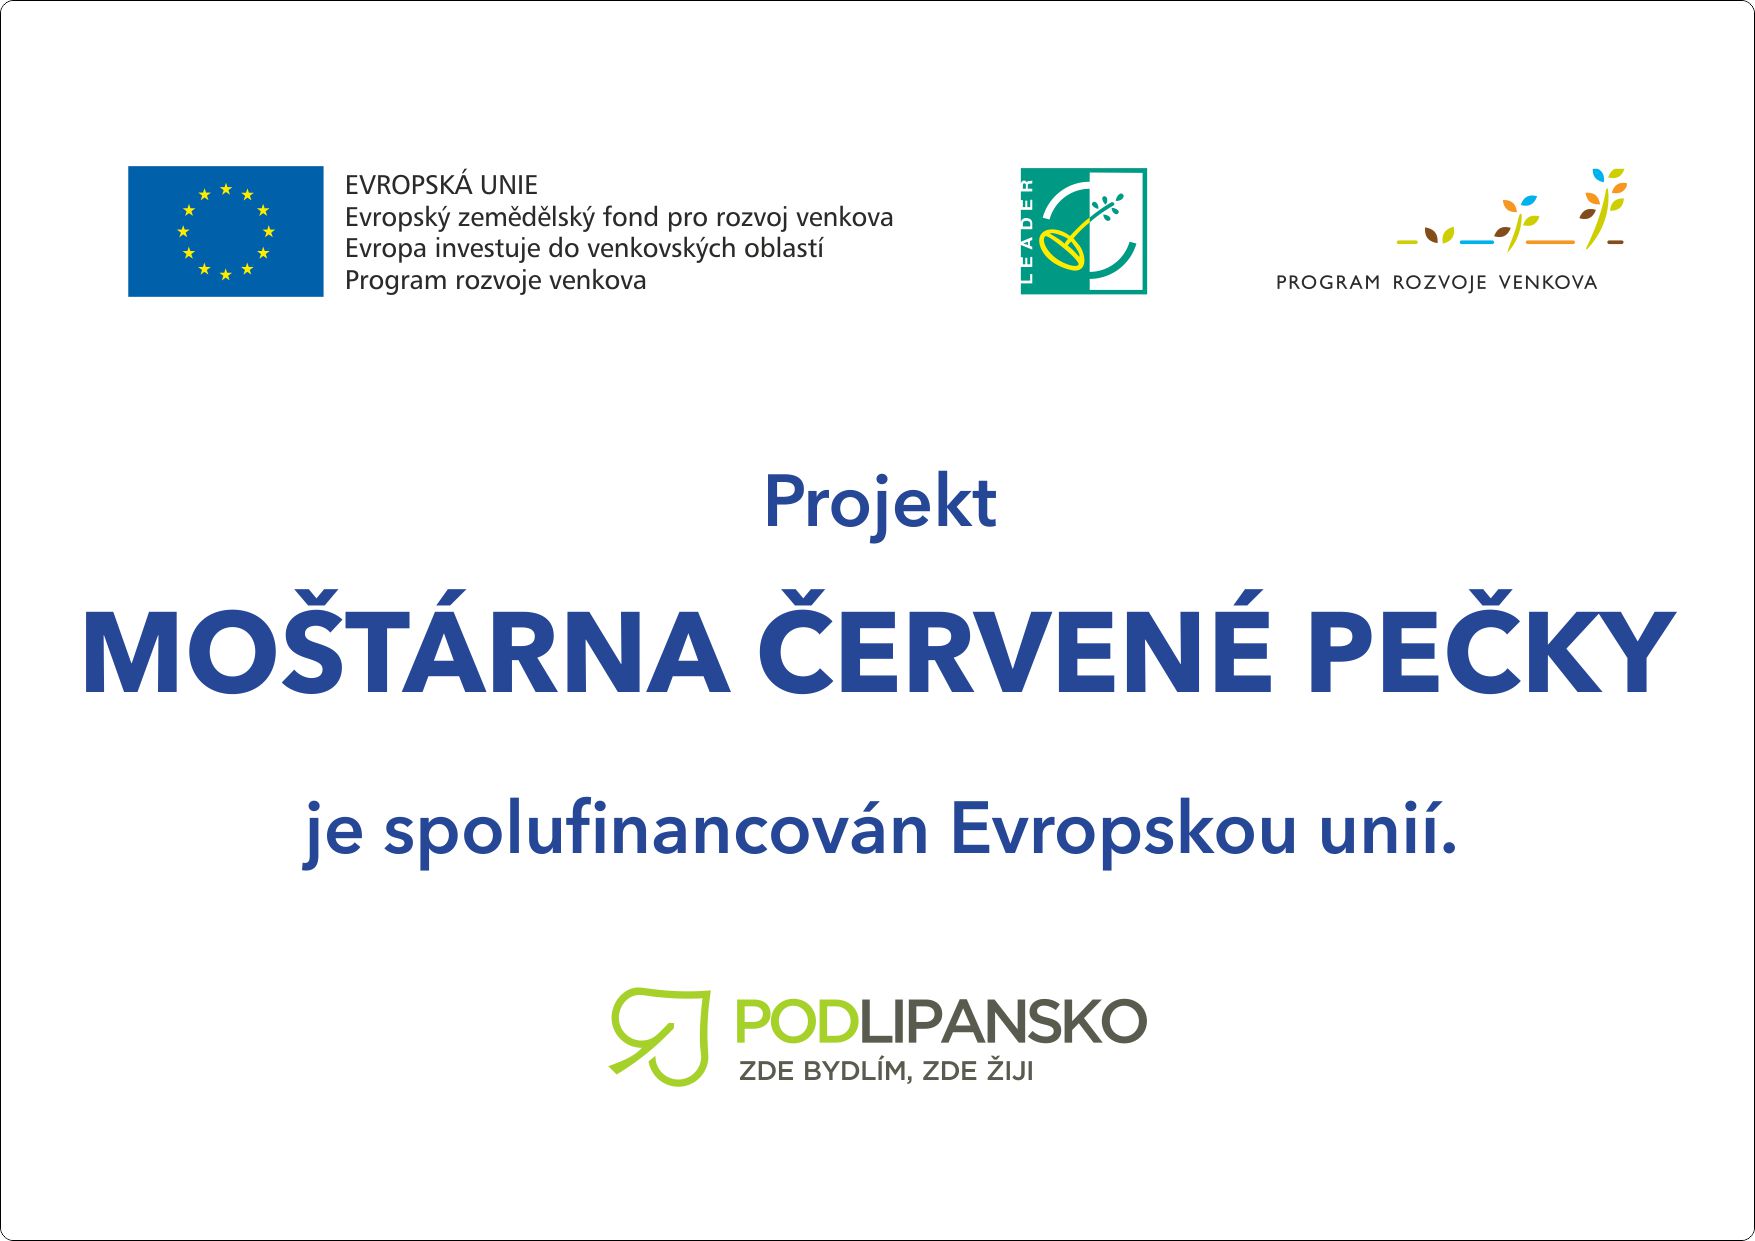 EVROPSKÁ UNIE
Evropský zemědělský fond pro rozvoj venkova
Evropa investuje do venkovských oblastí
Program rozvoje venkova
LEADER
PROGRAM ROZVOJE VENKOVA
Projekt
MOŠTÁRNA ČERVENÉ PEČKY
je spolufinancován Evropskou unií.
PODLIPANSKO
ZDE BYDLÍM, ZDE ŽIJI